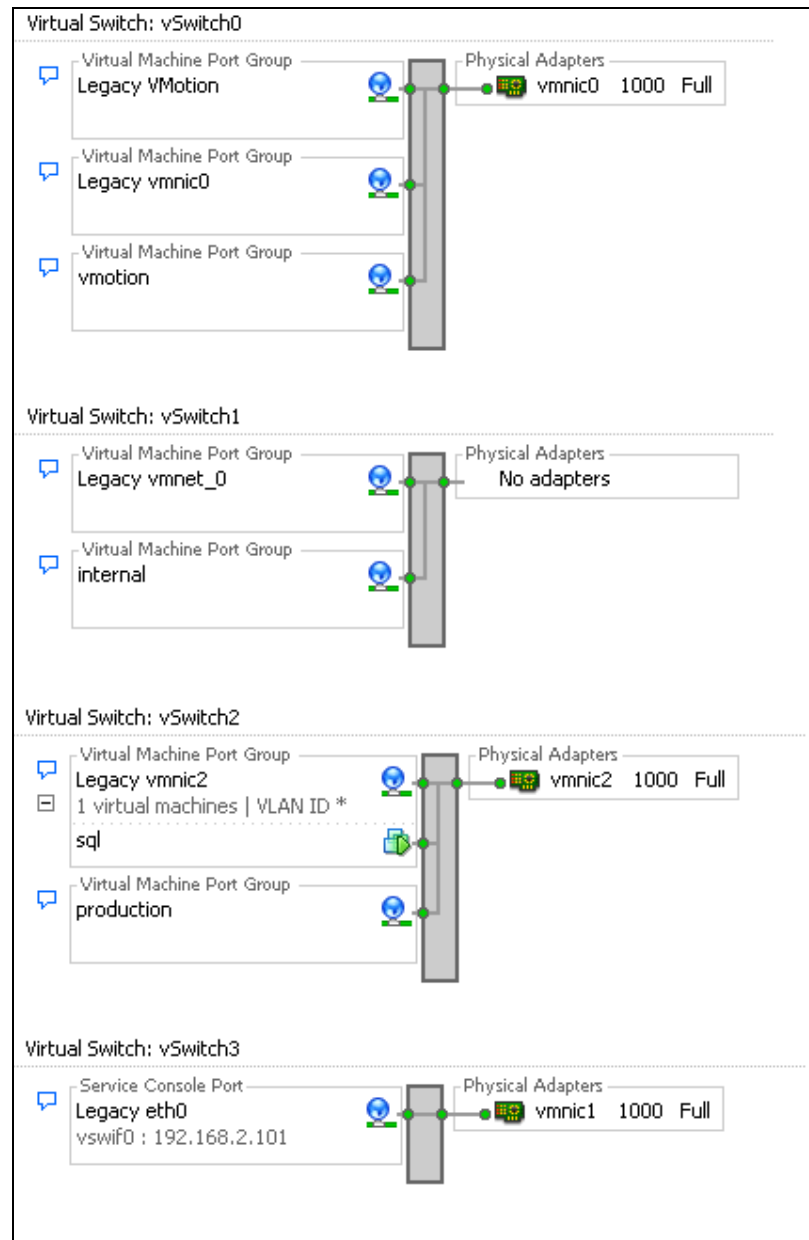 Virtual Switch: vSwitch0
Virtual Machine Port Group
Legacy VMotion
Physical Adapters
vmnic0 1000 Full
Virtual Machine Port Group
Legacy vmnic0
Virtual Machine Port Group
vmotion
Virtual Switch: vSwitch1
Virtual Machine Port Group
Legacy vmnet_0
Physical Adapters
No adapters
Virtual Machine Port Group
internal
Virtual Switch: vSwitch2
Virtual Machine Port Group
Legacy vmnic2
Physical Adapters
vmnic2 1000 Full
1 virtual machines | VLAN ID *
sql
Virtual Machine Port Group
production
Virtual Switch: vSwitch3
Service Console Port
Legacy eth0
Physical Adapters
vmnic1 1000 Full
vswif0 : 192.168.2.101